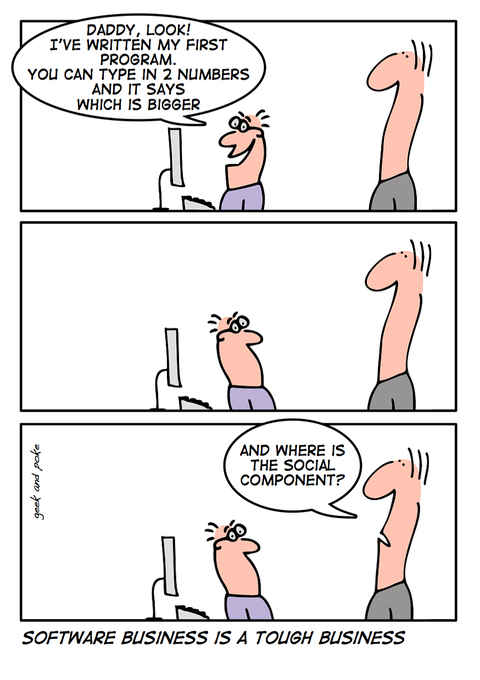 DADDY, LOOK!
I'VE WRITTEN MY FIRST
PROGRAM.
YOU CAN TYPE IN 2 NUMBERS
AND IT SAYS
WHICH IS BIGGER
AND WHERE IS
THE SOCIAL
COMPONENT?
geek and poke
SOFTWARE BUSINESS IS A TOUGH BUSINESS